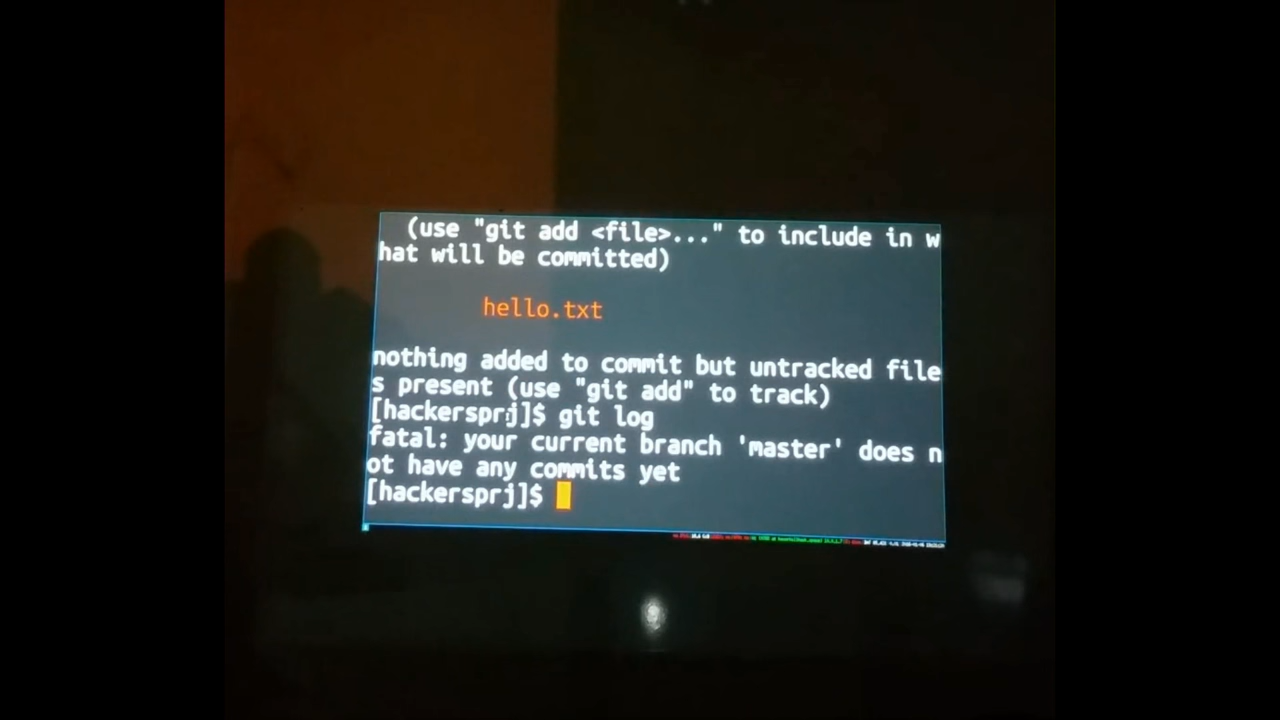 (use "git add <file>..." to include in w
hat will be committed)
hello.txt
nothing added to commit but untracked file
s present (use "git add" to track)
[hackersprj]$ git log
fatal: your current branch 'master' does n
ot have any commits yet
[hackersprj]$